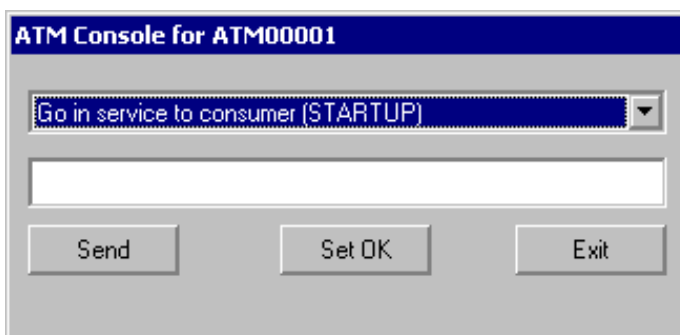 ATM Console for ATM00001
Go in service to consumer (STARTUP)
Send Set OK Exit